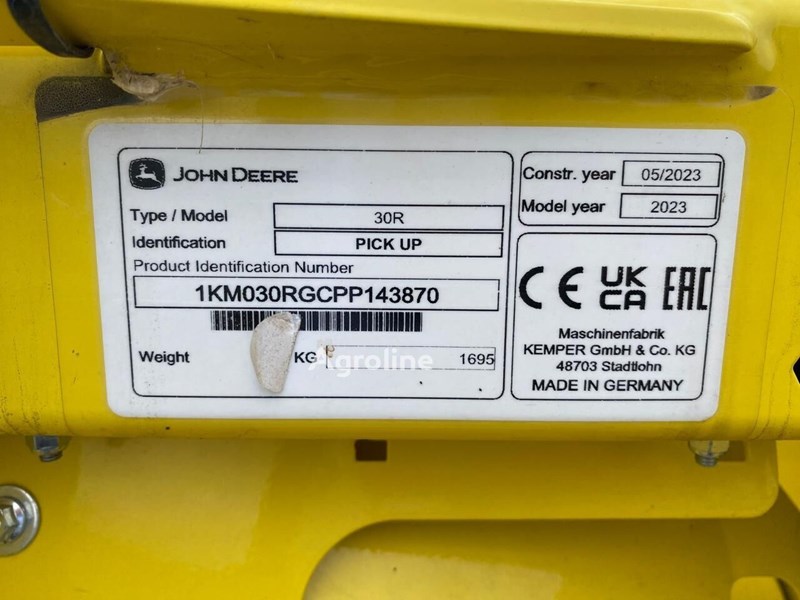 JOHN DEERE
Type / Model 30R
Identification PICK UP
Product Identification Number
1KM030RGCPP143870
Weight KG 1695
Constr. year 05/2023
Model year 2023
CE UK CA EAC
Maschinenfabrik
KEMPER GmbH & Co. KG
48703 Stadtlohn
MADE IN GERMANY
Agroline